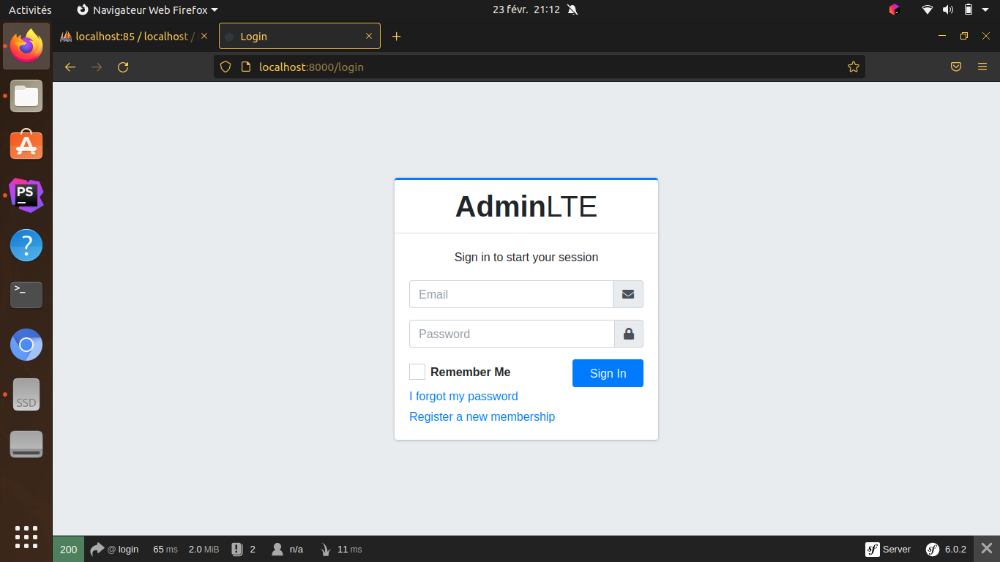 Activités
Navigateur Web Firefox
23 févr. 21:12
localhost:85 / localhost /
Login
localhost:8000/login
PS
>_
SSD
AdminLTE
Sign in to start your session
Email
Password
Remember Me
Sign In
I forgot my password
Register a new membership
200
@ login
65 ms
2.0 MiB
2
n/a
11 ms
Server
6.0.2